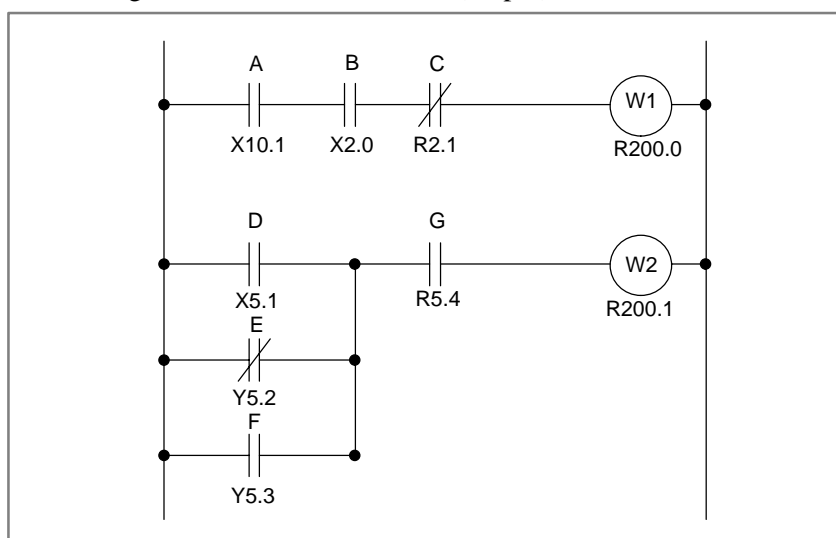 A B C
W1
X10.1 X2.0 R2.1
R200.0
D G
W2
X5.1 R5.4
R200.1
E
Y5.2
F
Y5.3